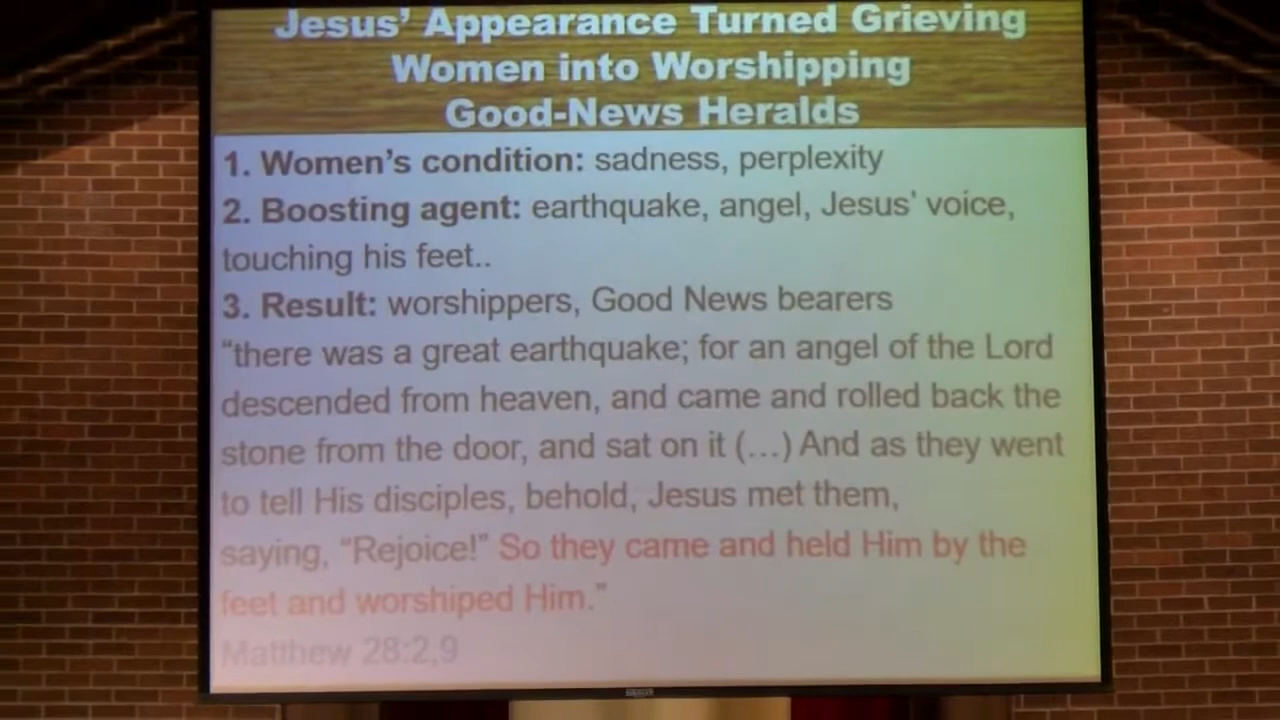 Jesus’ Appearance Turned Grieving
Women into Worshipping
Good-News Heralds
1. Women’s condition: sadness, perplexity
2. Boosting agent: earthquake, angel, Jesus’ voice,
touching his feet..
3. Result: worshippers, Good News bearers
“there was a great earthquake; for an angel of the Lord
descended from heaven, and came and rolled back the
stone from the door, and sat on it (...) And as they went
to tell His disciples, behold, Jesus met them,
saying, “Rejoice!” So they came and held Him by the
feet and worshiped Him.”
Matthew 28:2,9